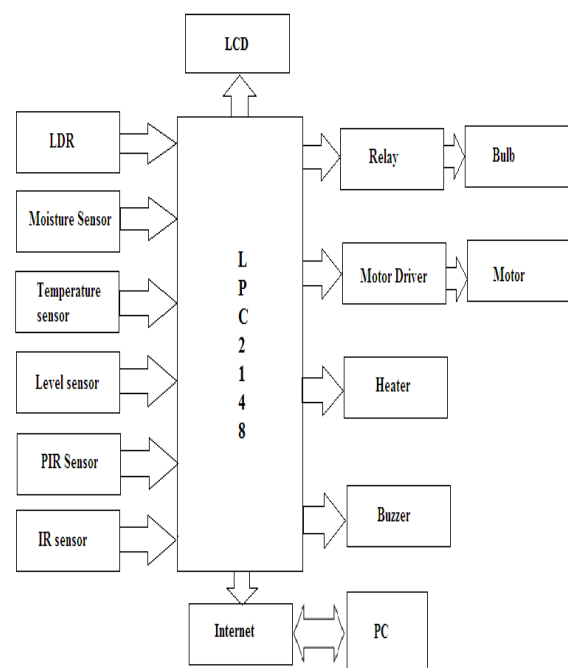 LCD
LDR
Moisture Sensor
Temperature
sensor
Level sensor
PIR Sensor
IR sensor
L
P
C
2
1
4
8
Relay
Bulb
Motor Driver
Motor
Heater
Buzzer
Internet
PC